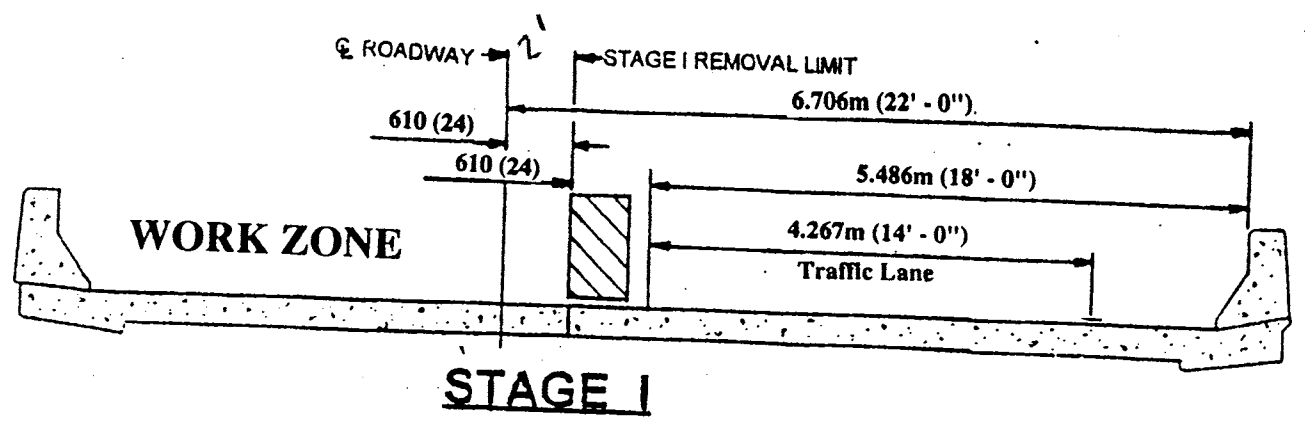 ℄ ROADWAY 2' STAGE I REMOVAL LIMIT
6.706m (22' - 0")
610 (24)
610 (24)
5.486m (18' - 0")
WORK ZONE
4.267m (14' - 0")
Traffic Lane
STAGE I